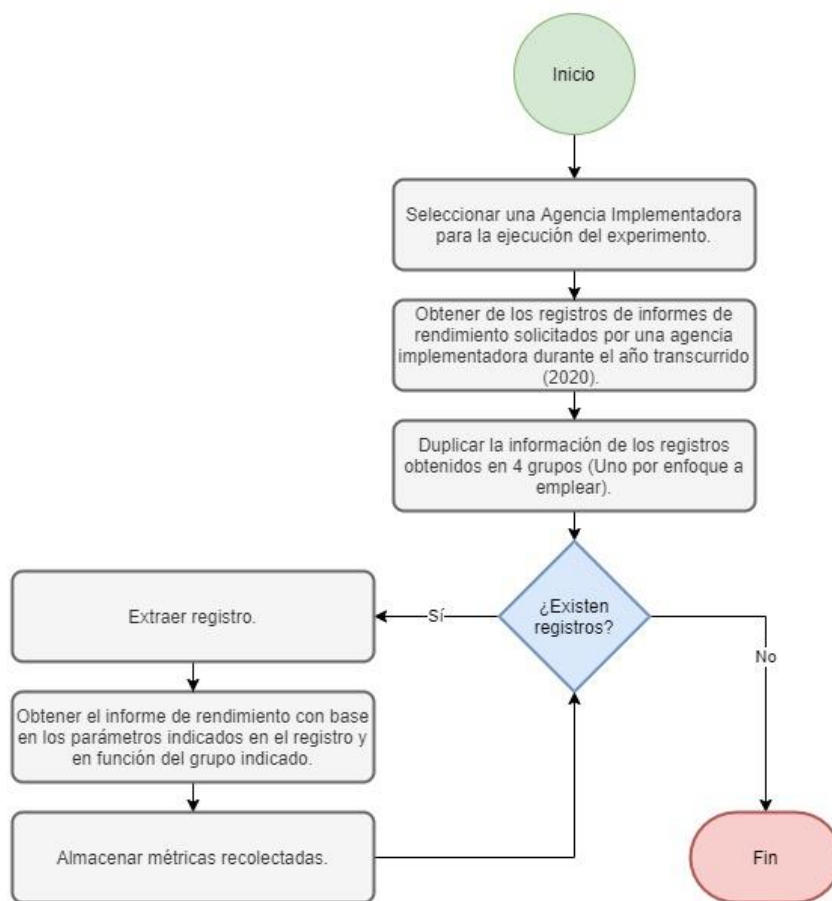 Inicio
Seleccionar una Agencia Implementadora
para la ejecución del experimento.
Obtener de los registros de informes de
rendimiento solicitados por una agencia
implementadora durante el año transcurrido
(2020).
Duplicar la información de los registros
obtenidos en 4 grupos (Uno por enfoque a
emplear).
¿Existen
registros?
Sí
No
Extraer registro.
Obtener el informe de rendimiento con base
en los parámetros indicados en el registro y
en función del grupo indicado.
Almacenar métricas recolectadas.
Fin